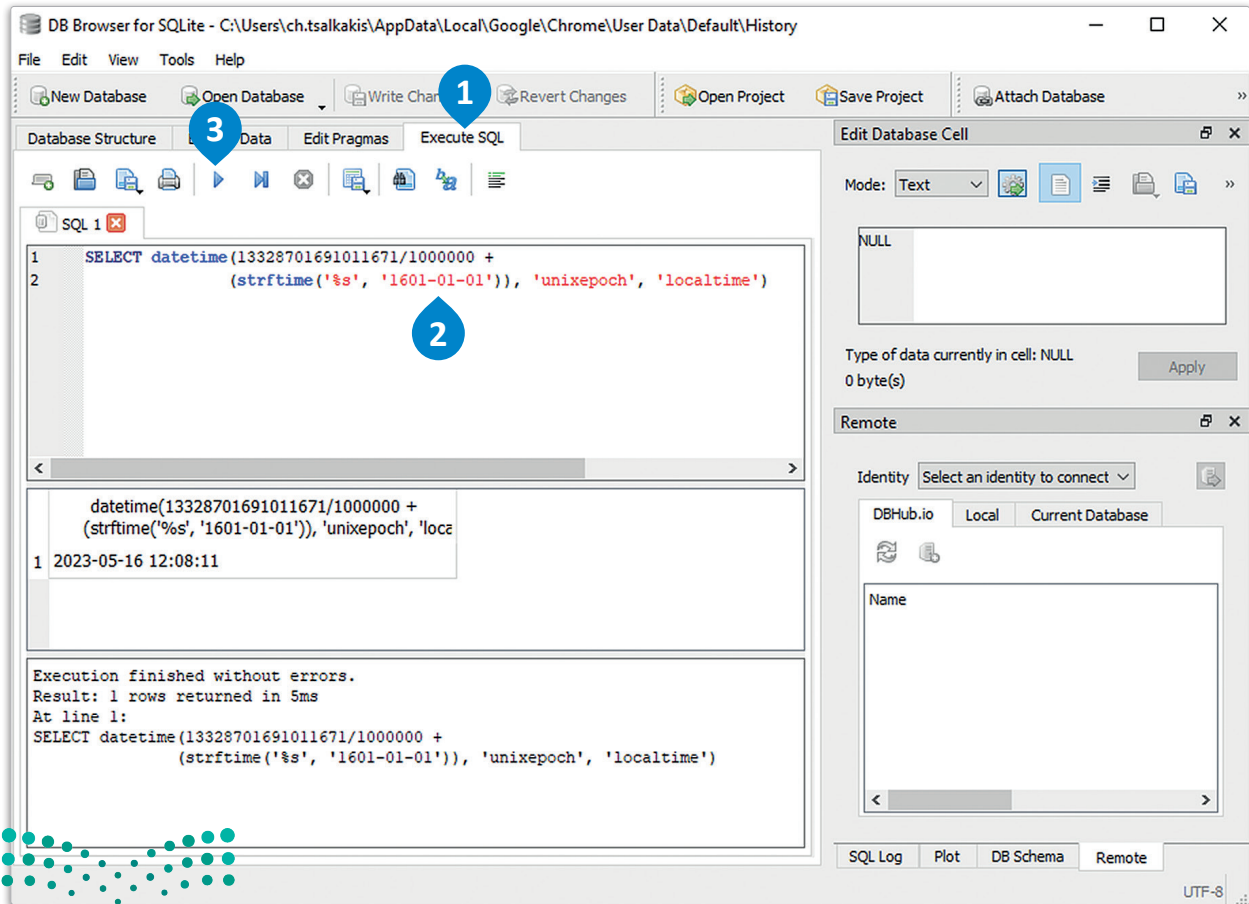 DB Browser for SQLite - C:\Users\ch.tsalkakis\AppData\Local\Google\Chrome\User Data\Default\History
File Edit View Tools Help
New Database Open Database Write Chan 1 Revert Changes Open Project Save Project Attach Database »
Database Structure 3 Data Edit Pragmas Execute SQL
SQL 1
1 SELECT datetime(13328701691011671/1000000 +
2 (strftime('%s', '1601-01-01')), 'unixepoch', 'localtime')
2
datetime(13328701691011671/1000000 +
(strftime('%s', '1601-01-01')), 'unixepoch', 'loca
1 2023-05-16 12:08:11
Execution finished without errors.
Result: 1 rows returned in 5ms
At line 1:
SELECT datetime(13328701691011671/1000000 +
(strftime('%s', '1601-01-01')), 'unixepoch', 'localtime')
Edit Database Cell
Mode: Text »
NULL
Type of data currently in cell: NULL
0 byte(s)
Apply
Remote
Identity Select an identity to connect
DBHub.io Local Current Database
Name
SQL Log Plot DB Schema Remote
UTF-8